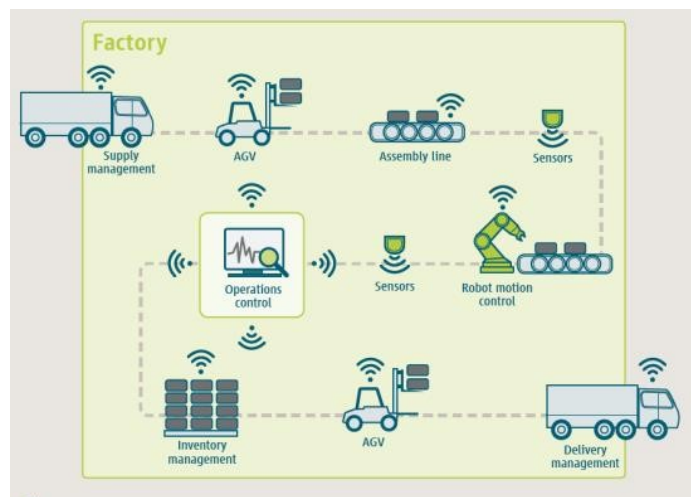 Factory
Supply
management
AGV
Assembly line
Sensors
Operations
control
Sensors
Robot motion
control
Inventory
management
AGV
Delivery
management